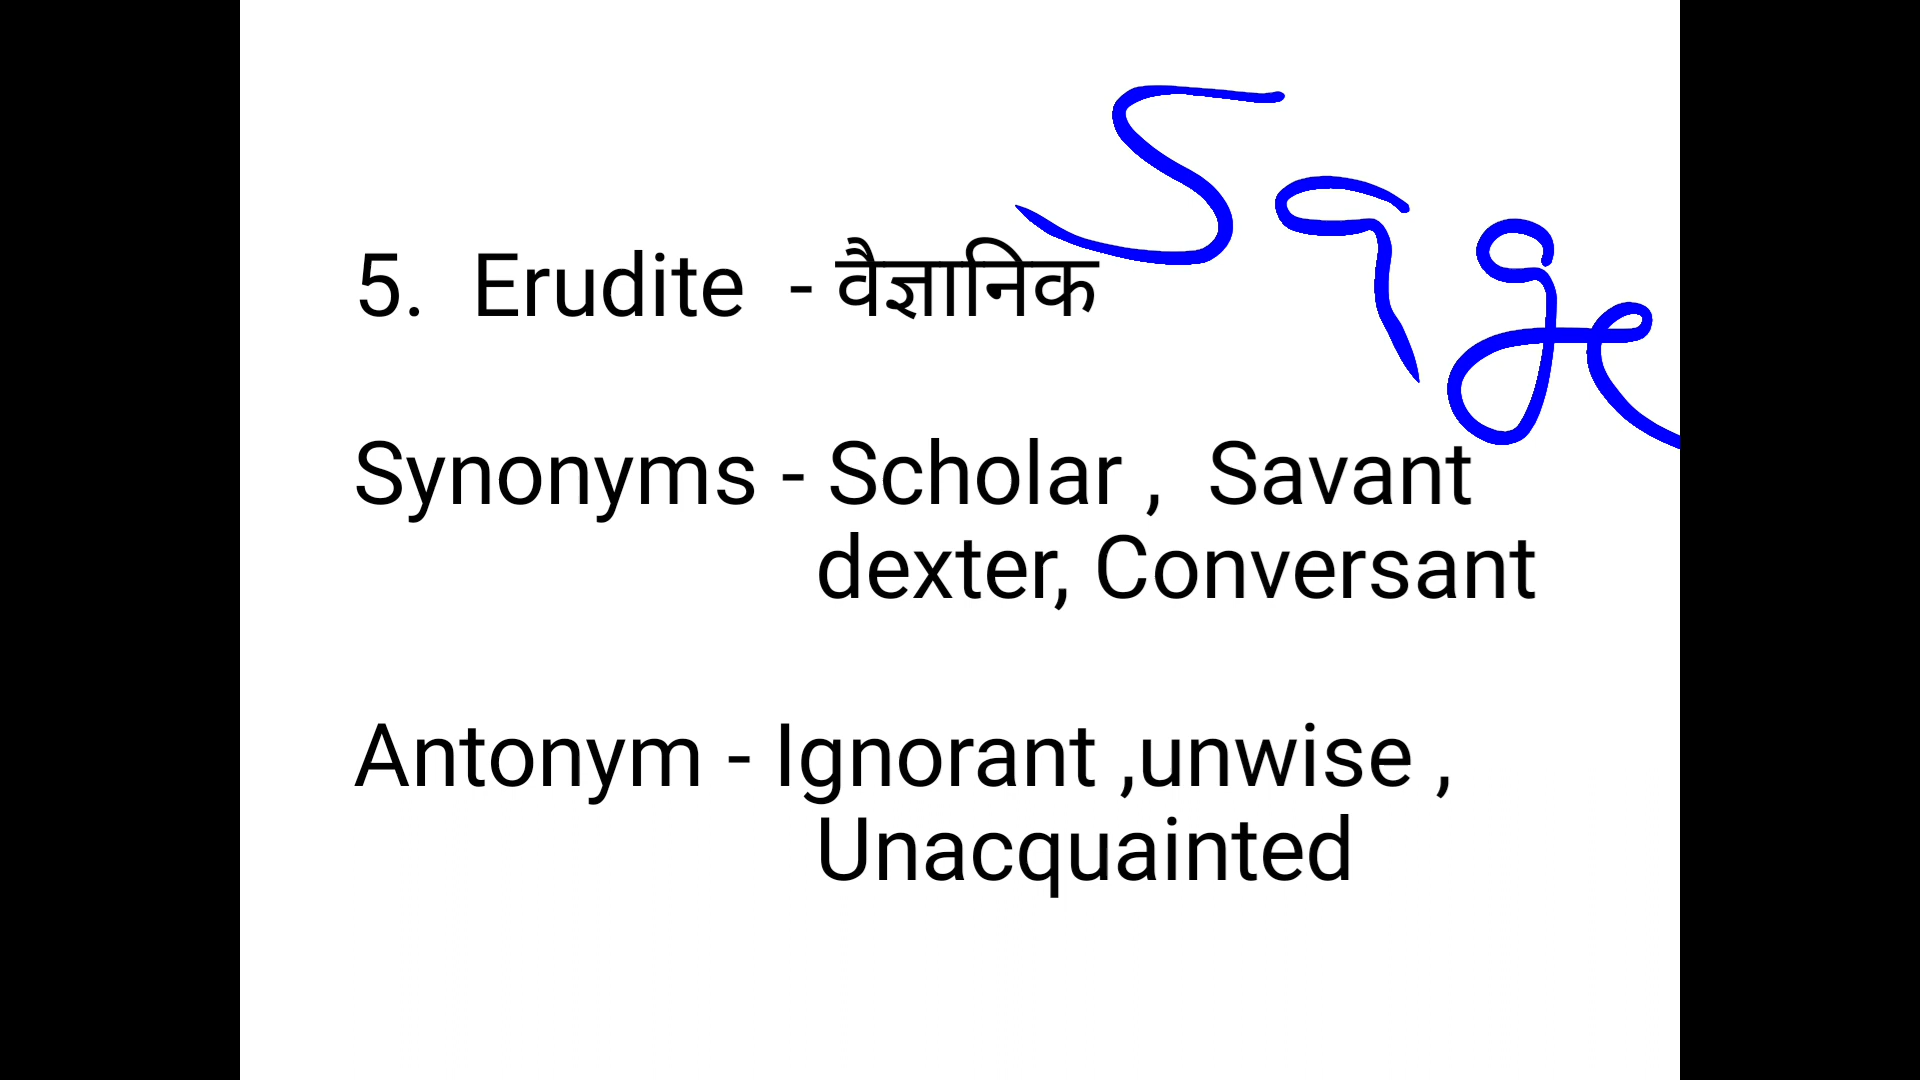 Sage
5. Erudite - वैज्ञानिक
Synonyms - Scholar , Savant
dexter, Conversant
Antonym - Ignorant ,unwise ,
Unacquainted